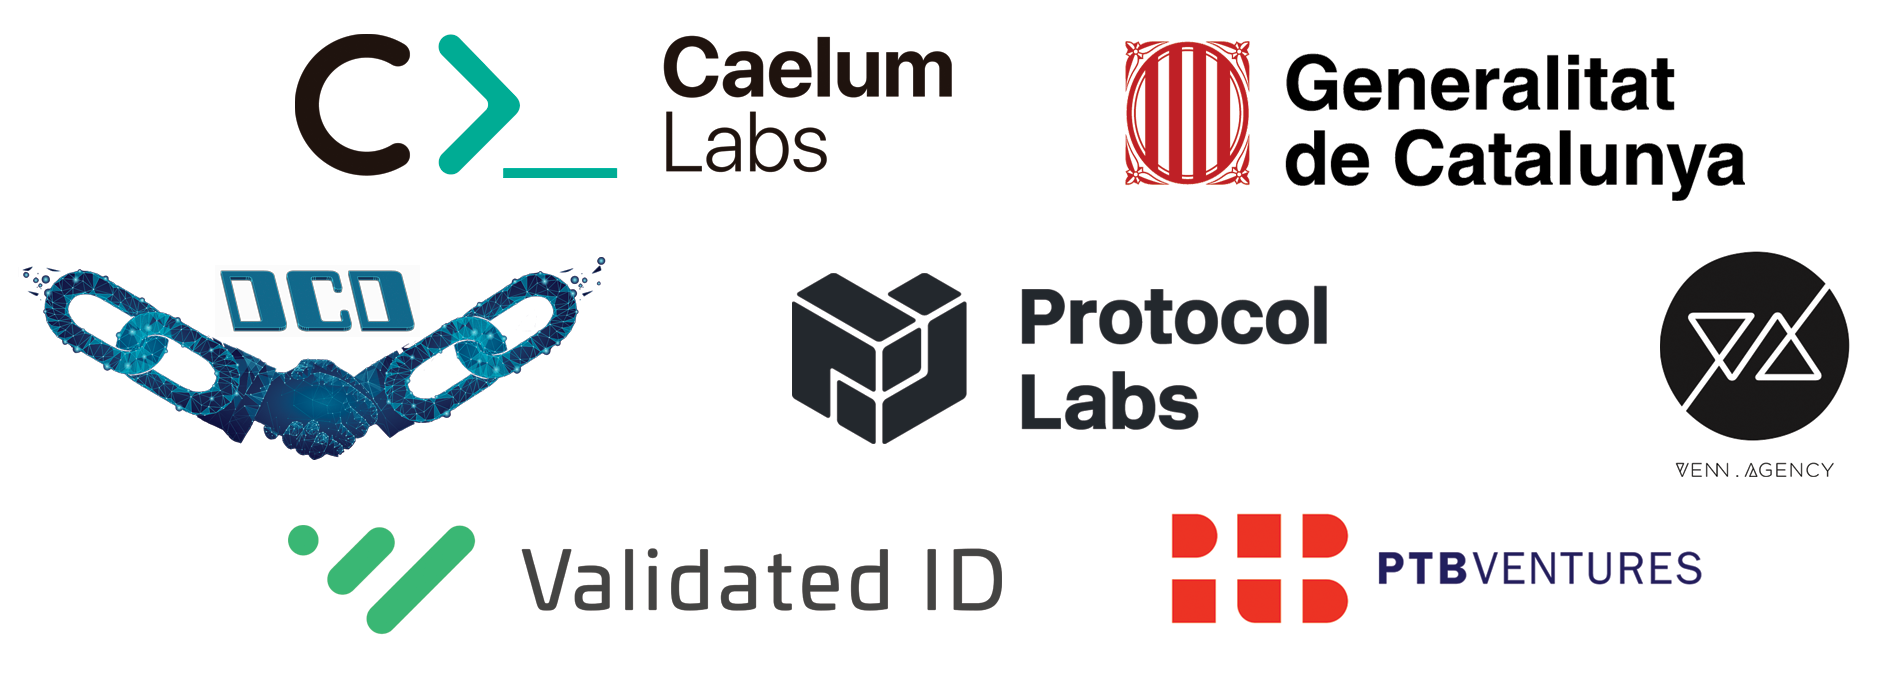 Caelum
Labs
Generalitat
de Catalunya
DCD
Protocol
Labs
VENN . AGENCY
Validated ID
PTBVENTURES